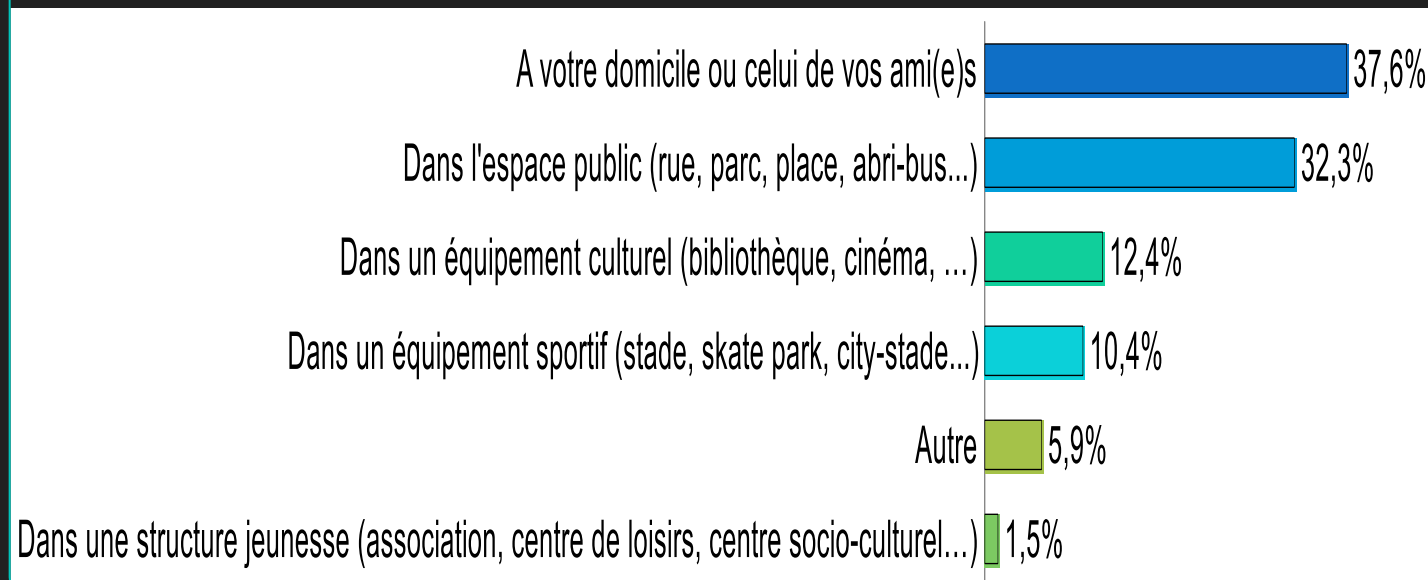 A votre domicile ou celui de vos ami(e)s 37,6%
Dans l'espace public (rue, parc, place, abri-bus...) 32,3%
Dans un équipement culturel (bibliothèque, cinéma, ...) 12,4%
Dans un équipement sportif (stade, skate park, city-stade...) 10,4%
Autre 5,9%
Dans une structure jeunesse (association, centre de loisirs, centre socio-culturel...) 1,5%